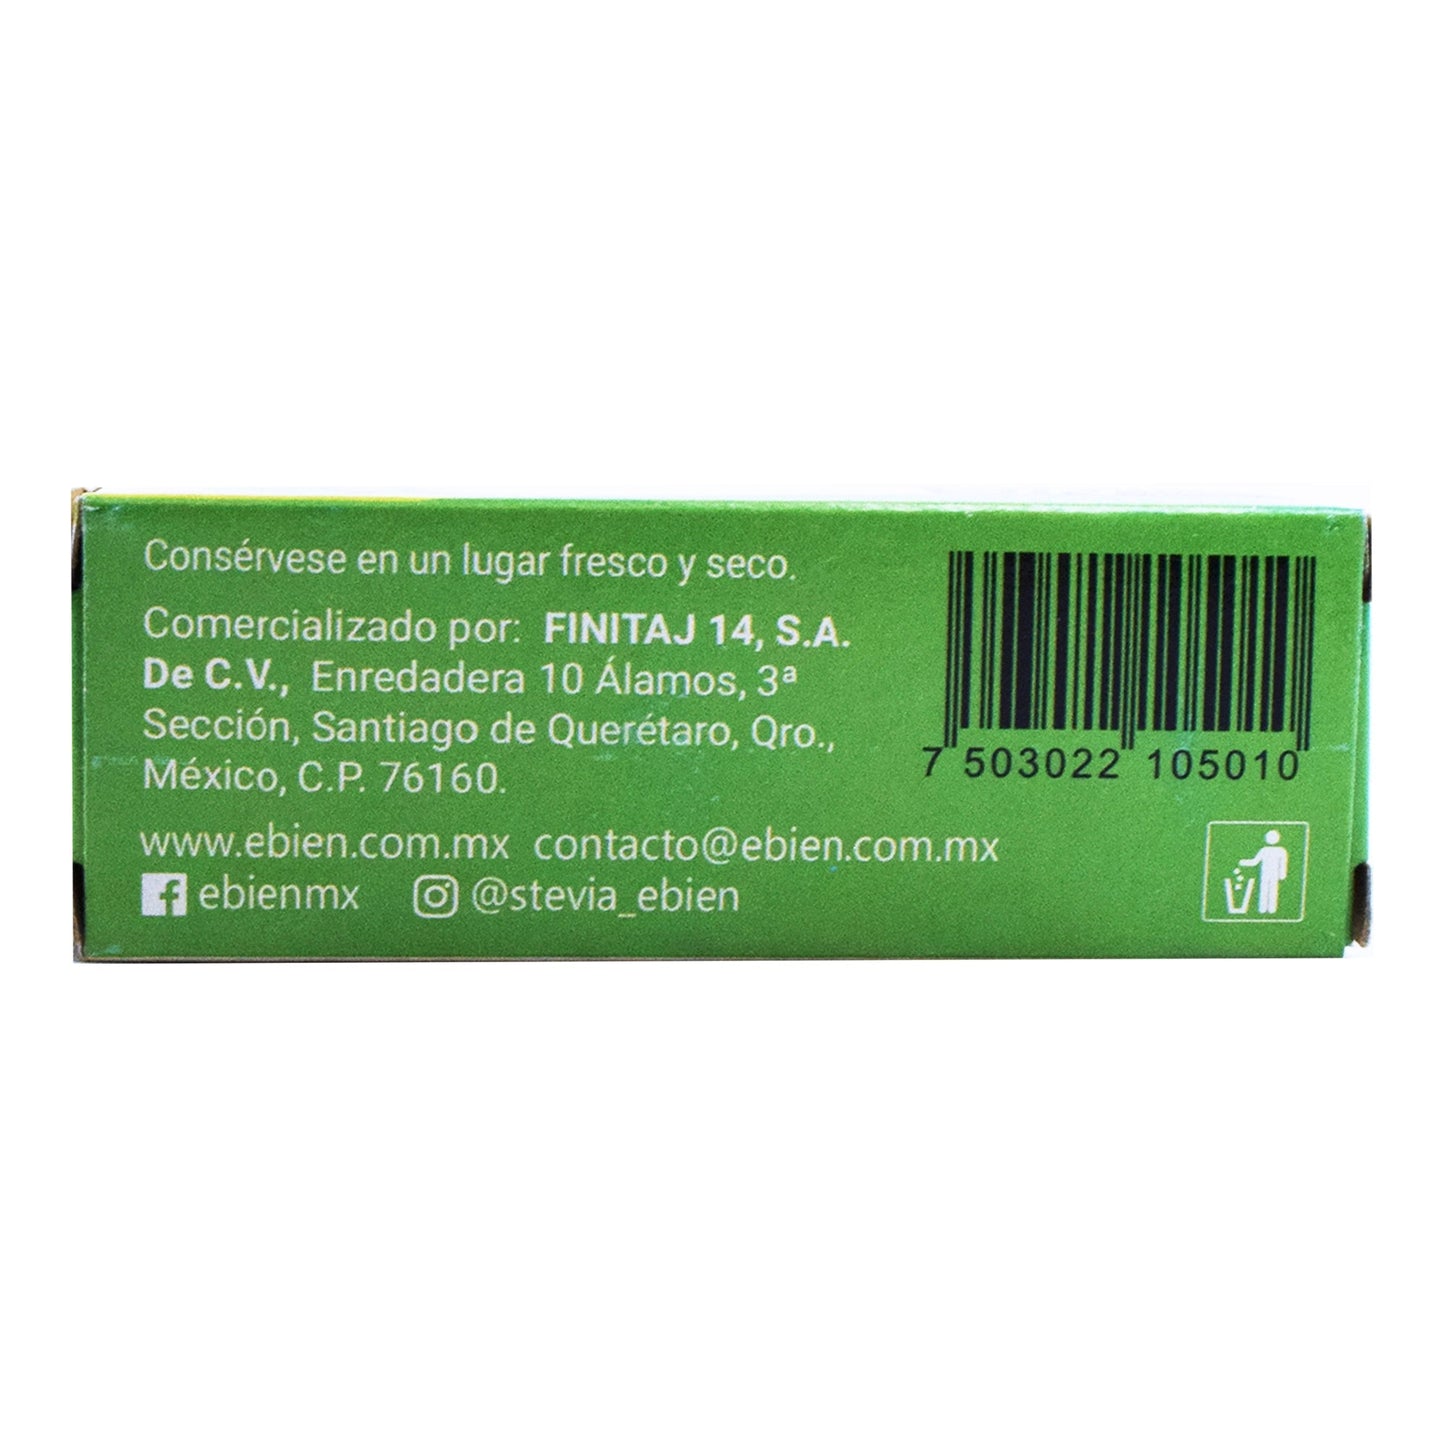 Consérvese en un lugar fresco y seco.
Comercializado por: FINITAJ 14, S.A.
De C.V., Enredadera 10 Álamos, 3ª
Sección, Santiago de Querétaro, Qro.,
México, C.P. 76160.
www.ebien.com.mx contacto@ebien.com.mx
ebienmx @stevia_ebien
7 503022 105010